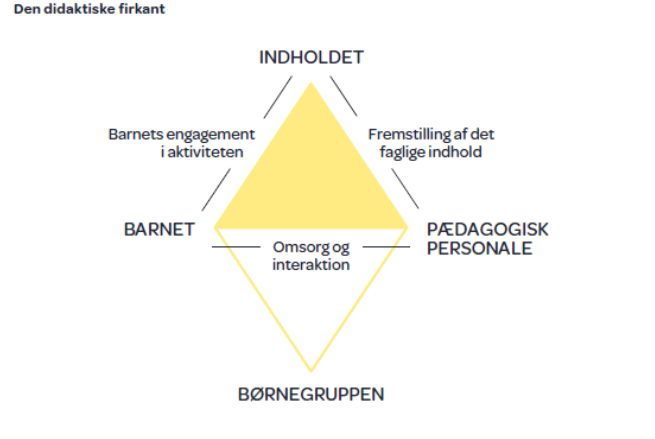 Den didaktiske firkant
INDHOLDET
Barnets engagement
i aktiviteten
Fremstilling af det
faglige indhold
BARNET
Omsorg og
interaktion
PÆDAGOGISK
PERSONALE
BØRNEGRUPPEN